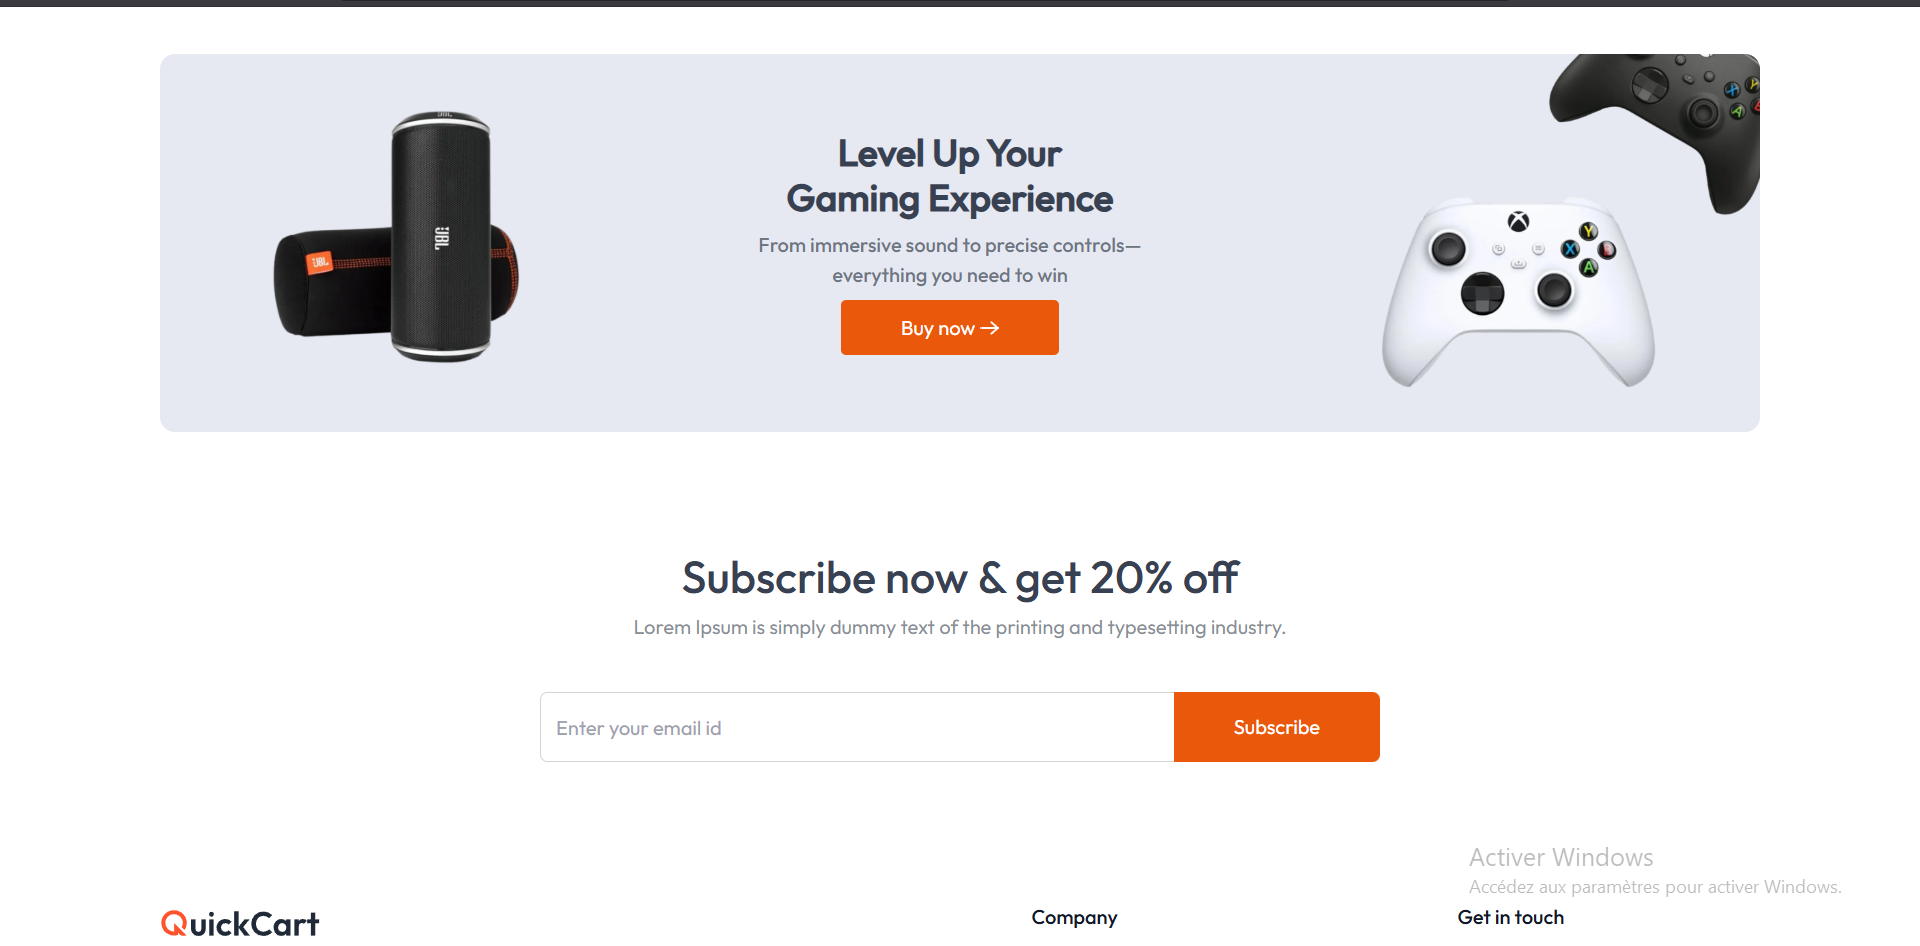 Level Up Your
Gaming Experience
From immersive sound to precise controls—
everything you need to win
Buy now →
JBL
JBL
JBL
X
Y
A
B
Y
X
A
Subscribe now & get 20% off
Lorem Ipsum is simply dummy text of the printing and typesetting industry.
Enter your email id
Subscribe
Activer Windows
Accédez aux paramètres pour activer Windows.
QuickCart
Company
Get in touch